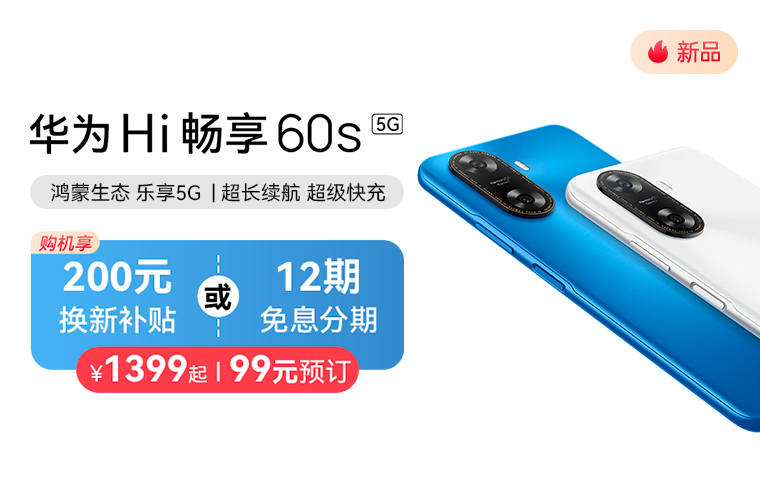 新品
华为 Hi 畅享 60s 5G
鸿蒙生态 乐享5G | 超长续航 超级快充
购机享
200元 或 12期
换新补贴 免息分期
¥1399起 | 99元预订